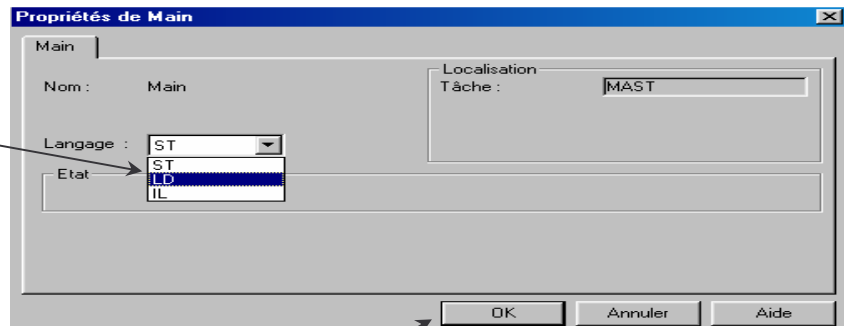 Propriétés de Main
Main
Nom : Main
Localisation
Tâche : MAST
Langage : ST
ST
LD
IL
Etat
OK Annuler Aide